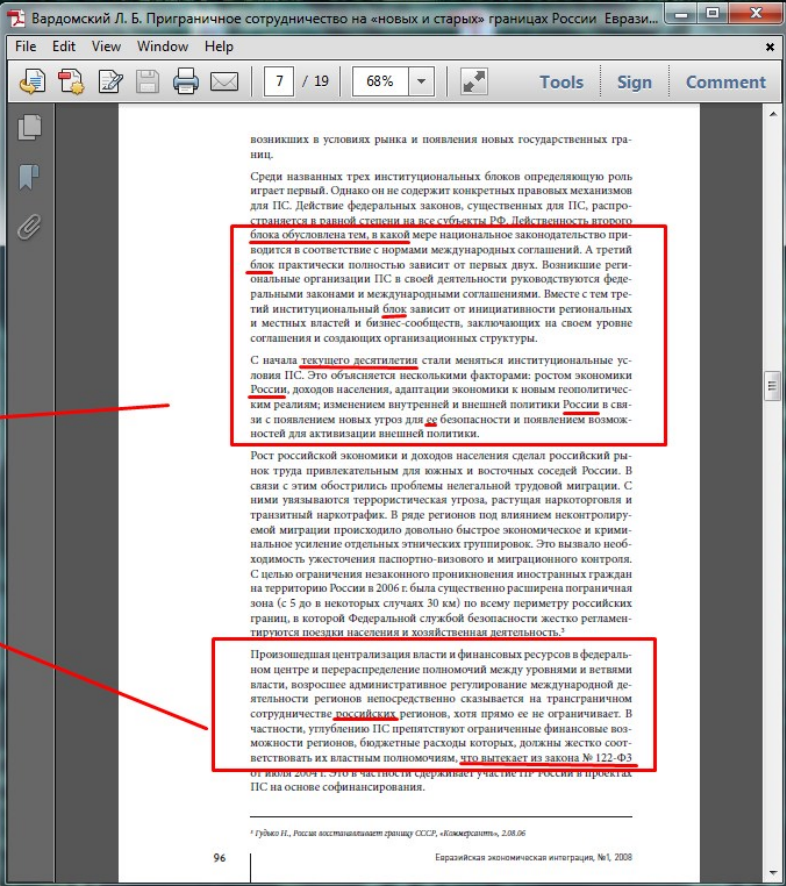 Вардомский Л. Б. Приграничное сотрудничество на «новых и старых» границах России Еврази...
File Edit View Window Help
7 / 19 68% Tools Sign Comment
возникших в условиях рынка и появления новых государственных гра-
ниц.
Среди названных трех институциональных блоков определяющую роль
играет первый. Однако он не содержит конкретных правовых механизмов
для ПС. Действие федеральных законов, существенных для ПС, распро-
страняется в равной степени на все субъекты РФ. Действенность второго
блока обусловлена тем, в какой мере национальное законодательство при-
водится в соответствие с нормами международных соглашений. А третий
блок практически полностью зависит от первых двух. Возникшие реги-
ональные организации ПС в своей деятельности руководствуются феде-
ральными законами и международными соглашениями. Вместе с тем тре-
тий институциональный блок зависит от инициативности региональных
и местных властей и бизнес-сообществ, заключающих на своем уровне
соглашения и создающих организационных структуры.
С начала текущего десятилетия стали меняться институциональные ус-
ловия ПС. Это объясняется несколькими факторами: ростом экономики
России, доходов населения, адаптации экономики к новым геополитичес-
ким реалиям; изменением внутренней и внешней политики России в свя-
зи с появлением новых угроз для ее безопасности и появлением возмож-
ностей для активизации внешней политики.
Рост российской экономики и доходов населения сделал российский ры-
нок труда привлекательным для южных и восточных соседей России. В
связи с этим обострились проблемы нелегальной трудовой миграции. С
ними увязываются террористическая угроза, растущая наркоторговля и
транзитный наркотрафик. В ряде регионов под влиянием неконтролиру-
емой миграции происходило довольно быстрое экономическое и крими-
нальное усиление отдельных этнических группировок. Это вызвало необ-
ходимость ужесточения паспортно-визового и миграционного контроля.
С целью ограничения незаконного проникновения иностранных граждан
на территорию России в 2006 г. была существенно расширена пограничная
зона (с 5 до в некоторых случаях 30 км) по всему периметру российских
границ, в которой Федеральной службой безопасности жестко регламен-
тируются поездки населения и хозяйственная деятельность.³
Произошедшая централизация власти и финансовых ресурсов в федераль-
ном центре и перераспределение полномочий между уровнями и ветвями
власти, возросшее административное регулирование международной де-
ятельности регионов непосредственно сказывается на трансграничном
сотрудничестве российских регионов, хотя прямо ее не ограничивает. В
частности, углублению ПС препятствуют ограниченные финансовые воз-
можности регионов, бюджетные расходы которых, должны жестко соот-
ветствовать их властным полномочиям, что вытекает из закона № 122-ФЗ
от июля 2004 г. Это в частности сдерживает участие ПР России в проектах
ПС на основе софинансирования.
³ Гудько Н., Россия восстанавливает границу СССР, «Коммерсантъ», 2.08.06
96 Евразийская экономическая интеграция, №1, 2008